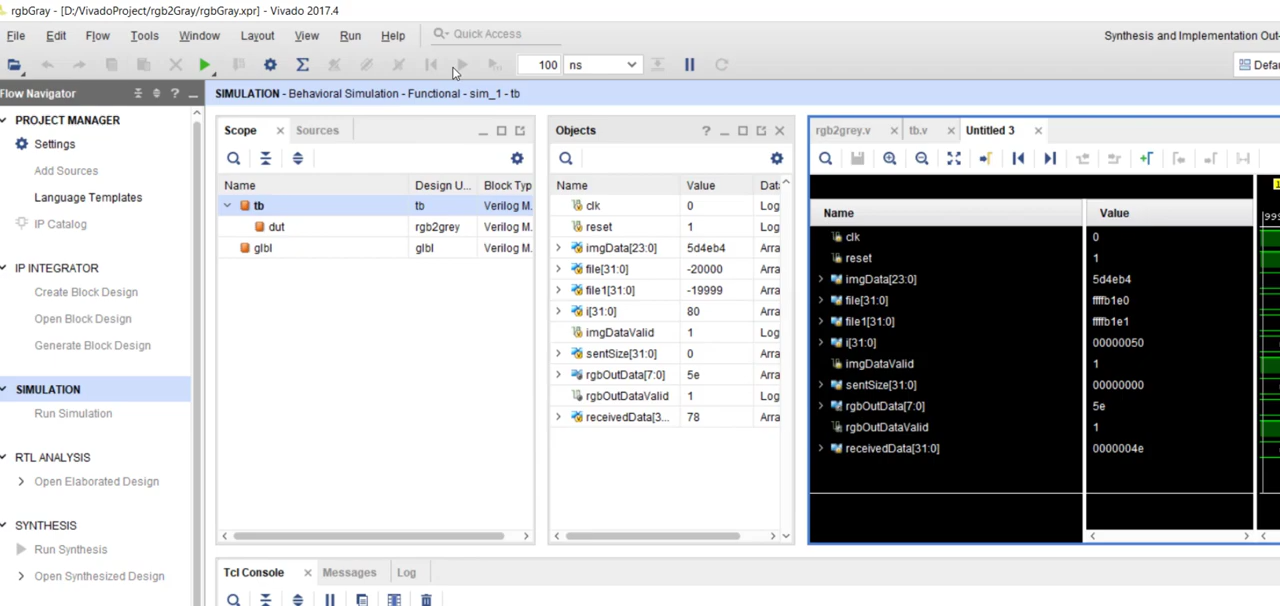 rgbGray - [D:/VivadoProject/rgb2Gray/rgbGray.xpr] - Vivado 2017.4
File Edit Flow Tools Window Layout View Run Help Quick Access Synthesis and Implementation Out-
100 ns Defa
Flow Navigator
PROJECT MANAGER
Settings
Add Sources
Language Templates
IP Catalog
IP INTEGRATOR
Create Block Design
Open Block Design
Generate Block Design
SIMULATION
Run Simulation
RTL ANALYSIS
Open Elaborated Design
SYNTHESIS
Run Synthesis
Open Synthesized Design
SIMULATION - Behavioral Simulation - Functional - sim_1 - tb
Scope Sources
Name Design U... Block Typ
tb tb Verilog M.
dut rgb2grey Verilog M.
glbl glbl Verilog M.
Objects
Name Value Data
clk 0 Log
reset 1 Log
imgData[23:0] 5d4eb4 Arra
file[31:0] -20000 Arra
file1[31:0] -19999 Arra
i[31:0] 80 Arra
imgDataValid 1 Log
sentSize[31:0] 0 Arra
rgbOutData[7:0] 5e Arra
rgbOutDataValid 1 Log
receivedData[3... 78 Arra
rgb2grey.v tb.v Untitled 3
Name Value
clk 0
reset 1
imgData[23:0] 5d4eb4
file[31:0] ffffb1e0
file1[31:0] ffffb1e1
i[31:0] 00000050
imgDataValid 1
sentSize[31:0] 00000000
rgbOutData[7:0] 5e
rgbOutDataValid 1
receivedData[31:0] 0000004e
Tcl Console Messages Log